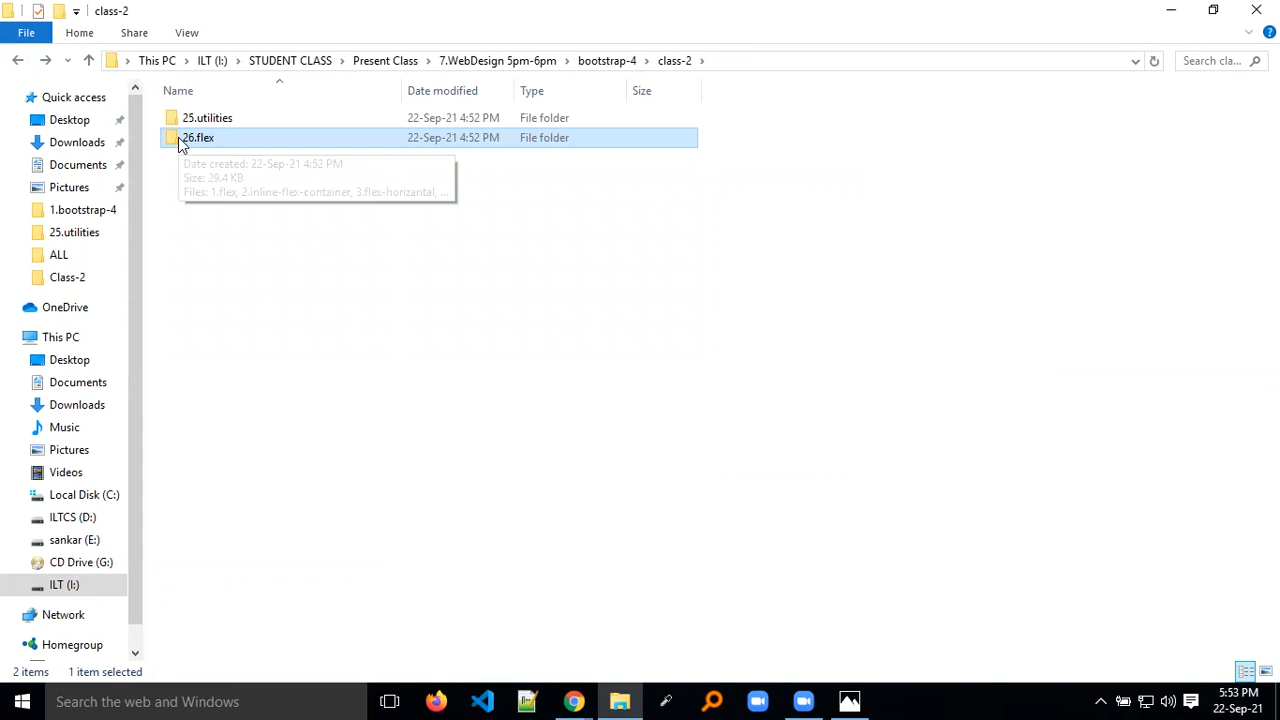 class-2
File
Home
Share
View
This PC
ILT (I:)
STUDENT CLASS
Present Class
7.WebDesign 5pm-6pm
bootstrap-4
class-2
Search cla...
Name
Date modified
Type
Size
Quick access
25.utilities
22-Sep-21 4:52 PM
File folder
Desktop
26.flex
22-Sep-21 4:52 PM
File folder
Downloads
Date created: 22-Sep-21 4:52 PM
Documents
Size: 29.4 KB
Pictures
Files: 1.flex, 2.inline-flex-container, 3.flex-horizantal, ...
1.bootstrap-4
25.utilities
ALL
Class-2
OneDrive
This PC
Desktop
Documents
Downloads
Music
Pictures
Videos
Local Disk (C:)
ILTCS (D:)
sankar (E:)
CD Drive (G:)
ILT (I:)
Network
Homegroup
2 items
1 item selected
Search the web and Windows
5:53 PM
22-Sep-21